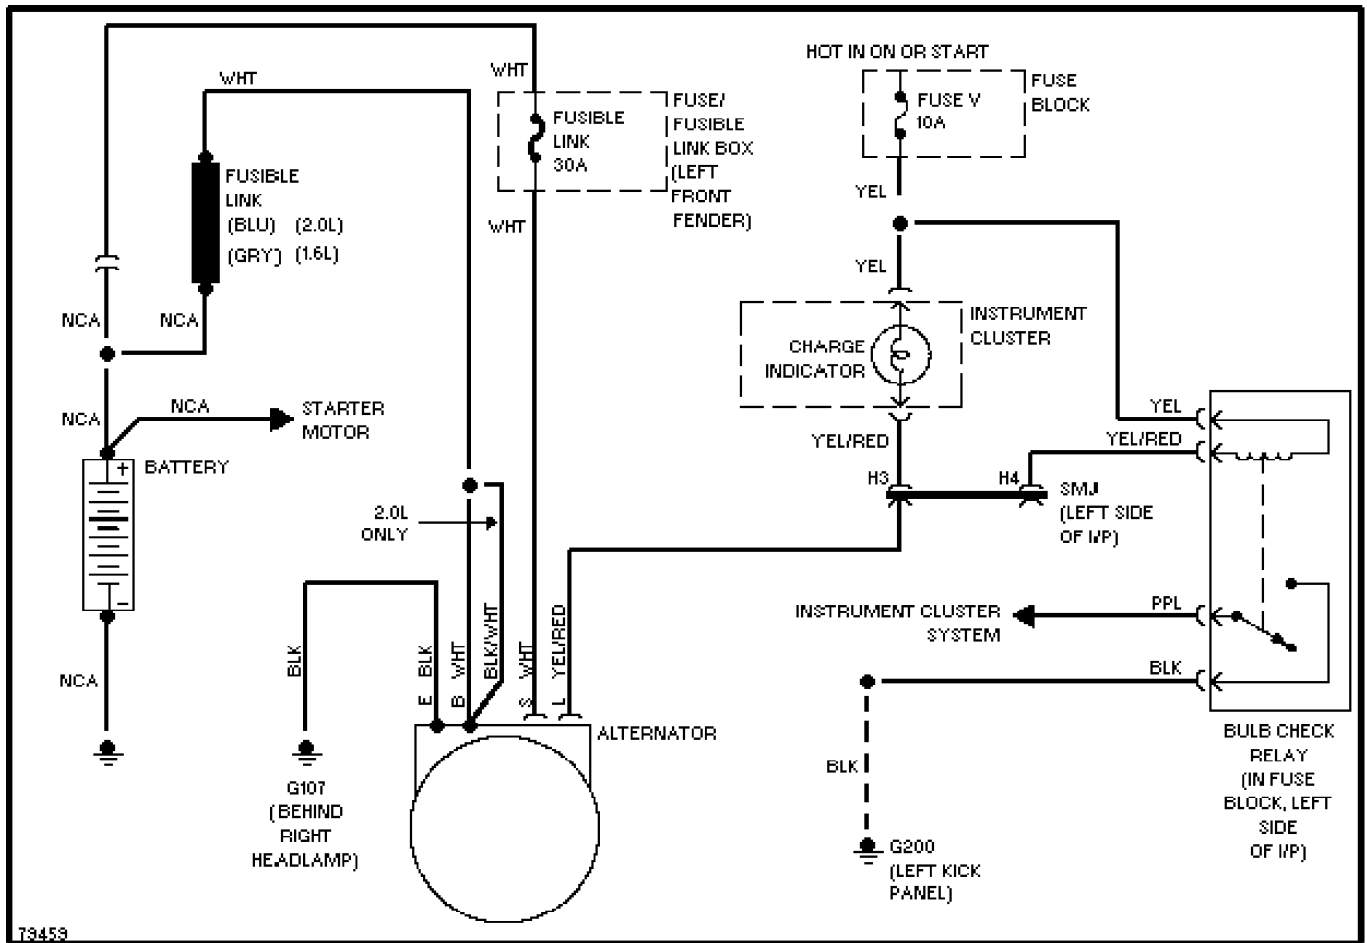 HOT IN ON OR START
WHT
WHT
FUSE/
FUSIBLE
LINK BOX
(LEFT
FRONT
FENDER)
FUSIBLE
LINK
30A
FUSE V
10A
FUSE
BLOCK
FUSIBLE
LINK
(BLU) (2.0L)
(GRY) (1.6L)
YEL
WHT
YEL
NCA
NCA
INSTRUMENT
CLUSTER
CHARGE
INDICATOR
NCA
NCA
STARTER
MOTOR
YEL
YEL/RED
YEL/RED
BATTERY
+
-
H3
H4
SMJ
(LEFT SIDE
OF I/P)
2.0L
ONLY
PPL
INSTRUMENT CLUSTER
SYSTEM
BLK
NCA
BLK
E BLK
B WHT
BLK/WHT
S WHT
L YEL/RED
ALTERNATOR
BULB CHECK
RELAY
(IN FUSE
BLOCK, LEFT
SIDE
OF I/P)
BLK
G107
(BEHIND
RIGHT
HEADLAMP)
G200
(LEFT KICK
PANEL)
79459